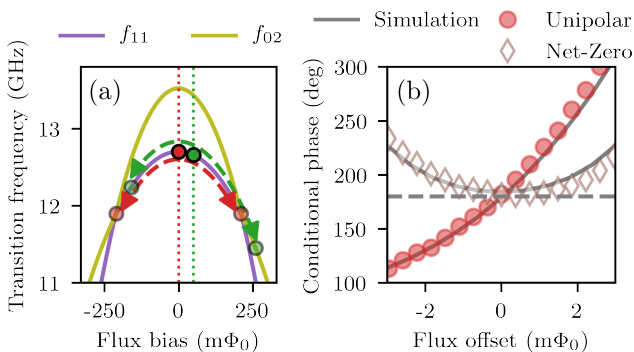 f11 f02 Simulation Unipolar
Net-Zero
Transition frequency (GHz)
(a)
13
12
11
-250 0 250
Flux bias (mΦ0)
Conditional phase (deg)
(b)
300
250
200
150
100
-2 0 2
Flux offset (mΦ0)